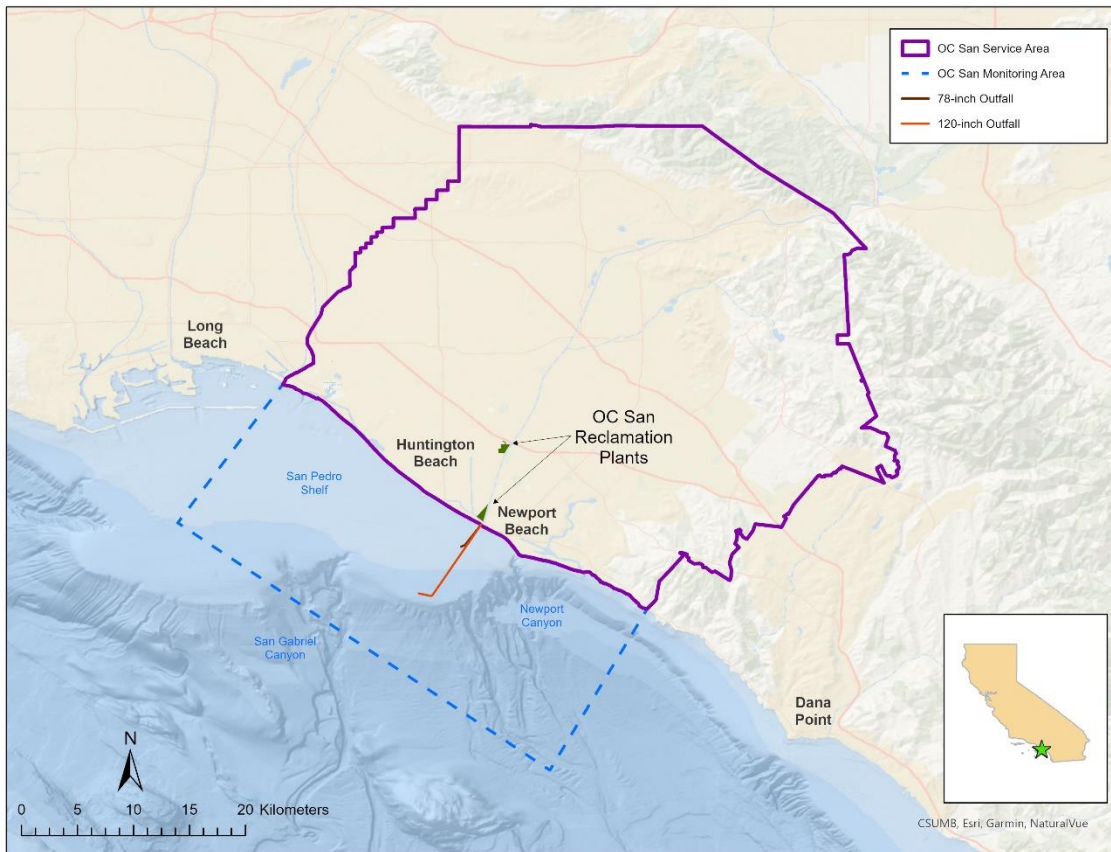 OC San Service Area
OC San Monitoring Area
78-inch Outfall
120-inch Outfall
Long
Beach
Huntington
Beach
OC San
Reclamation
Plants
San Pedro
Shelf
Newport
Beach
Newport
Canyon
San Gabriel
Canyon
Dana
Point
N
0 5 10 15 20 Kilometers
CSUMB, Esri, Garmin, NaturalVue